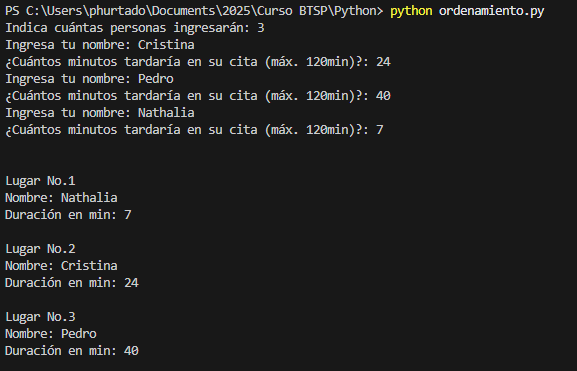 PS C:\Users\phurtado\Documents\2025\Curso BTSP\Python> python ordenamiento.py
Indica cuántas personas ingresarán: 3
Ingresa tu nombre: Cristina
¿Cuántos minutos tardaría en su cita (máx. 120min)?: 24
Ingresa tu nombre: Pedro
¿Cuántos minutos tardaría en su cita (máx. 120min)?: 40
Ingresa tu nombre: Nathalia
¿Cuántos minutos tardaría en su cita (máx. 120min)?: 7
Lugar No.1
Nombre: Nathalia
Duración en min: 7
Lugar No.2
Nombre: Cristina
Duración en min: 24
Lugar No.3
Nombre: Pedro
Duración en min: 40